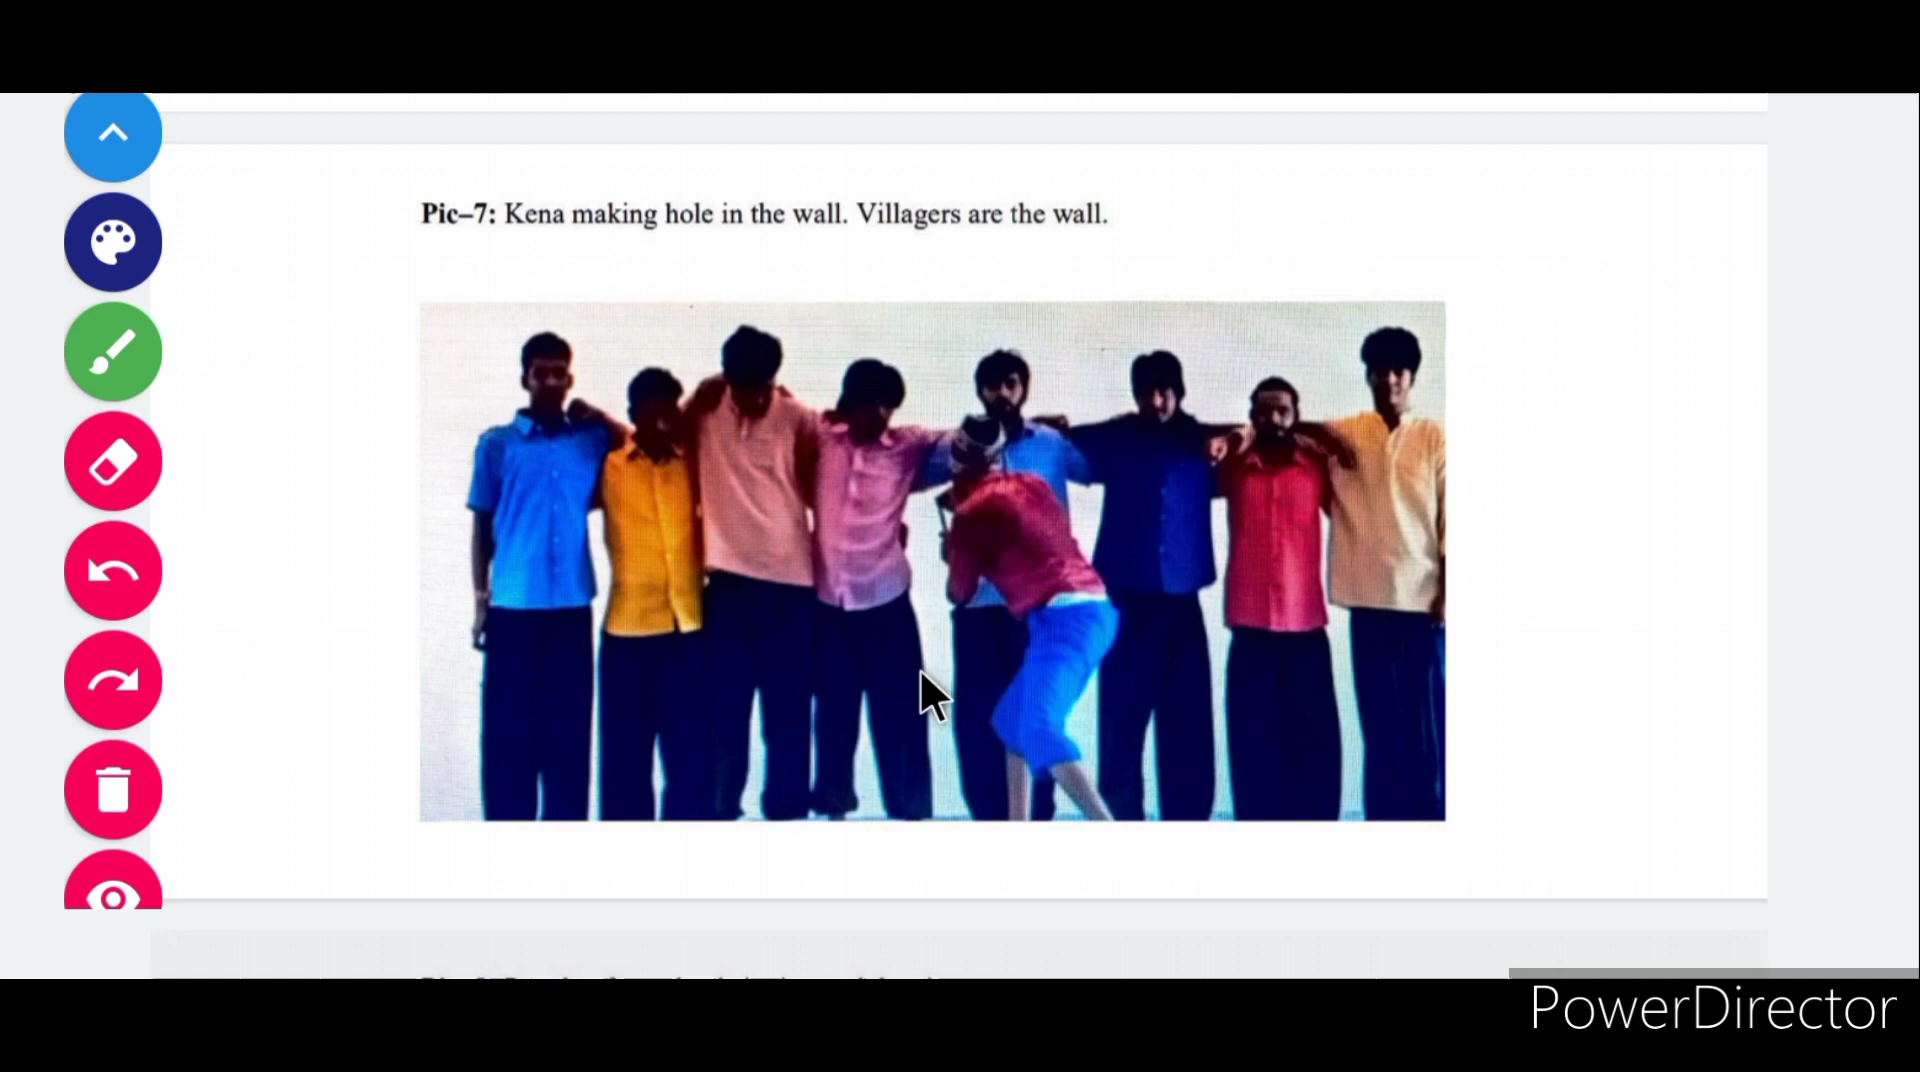 Pic–7: Kena making hole in the wall. Villagers are the wall.
PowerDirector